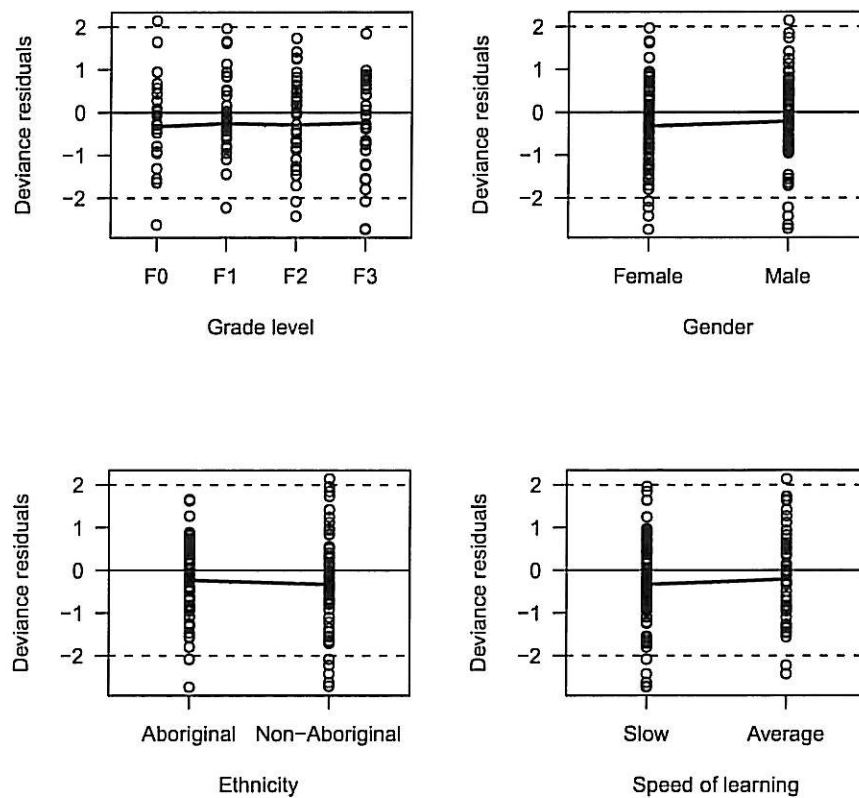 Deviance residuals
2
1
0
−1
−2
F0 F1 F2 F3
Grade level
Deviance residuals
2
1
0
−1
−2
Female Male
Gender
Deviance residuals
2
1
0
−1
−2
Aboriginal Non−Aboriginal
Ethnicity
Deviance residuals
2
1
0
−1
−2
Slow Average
Speed of learning